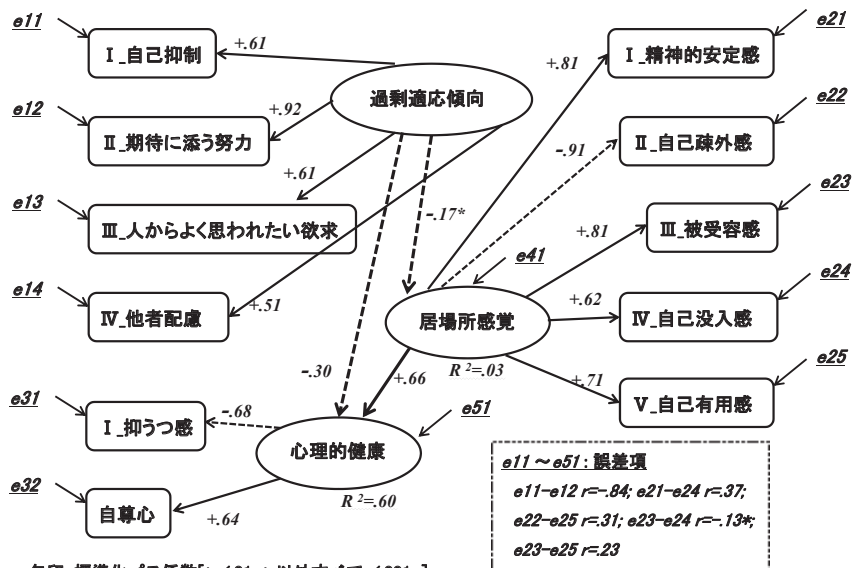 e11
Ⅰ_自己抑制
+.61
e12
Ⅱ_期待に添う努力
+.92
e13
Ⅲ_人からよく思われたい欲求
+.61
e14
Ⅳ_他者配慮
+.51
過剰適応傾向
-.17*
-.30
e21
Ⅰ_精神的安定感
+.81
e22
Ⅱ_自己疎外感
-.91
e23
Ⅲ_被受容感
+.81
e24
Ⅳ_自己没入感
+.62
e25
Ⅴ_自己有用感
+.71
e41
居場所感覚
R²=.03
+.66
e51
心理的健康
R²=.60
e31
Ⅰ_抑うつ感
-.68
e32
自尊心
+.64
e11~e51:誤差項
e11-e12 r=-.84; e21-e24 r=.37;
e22-e25 r=.31; e23-e24 r=-.13*;
e23-e25 r=.23